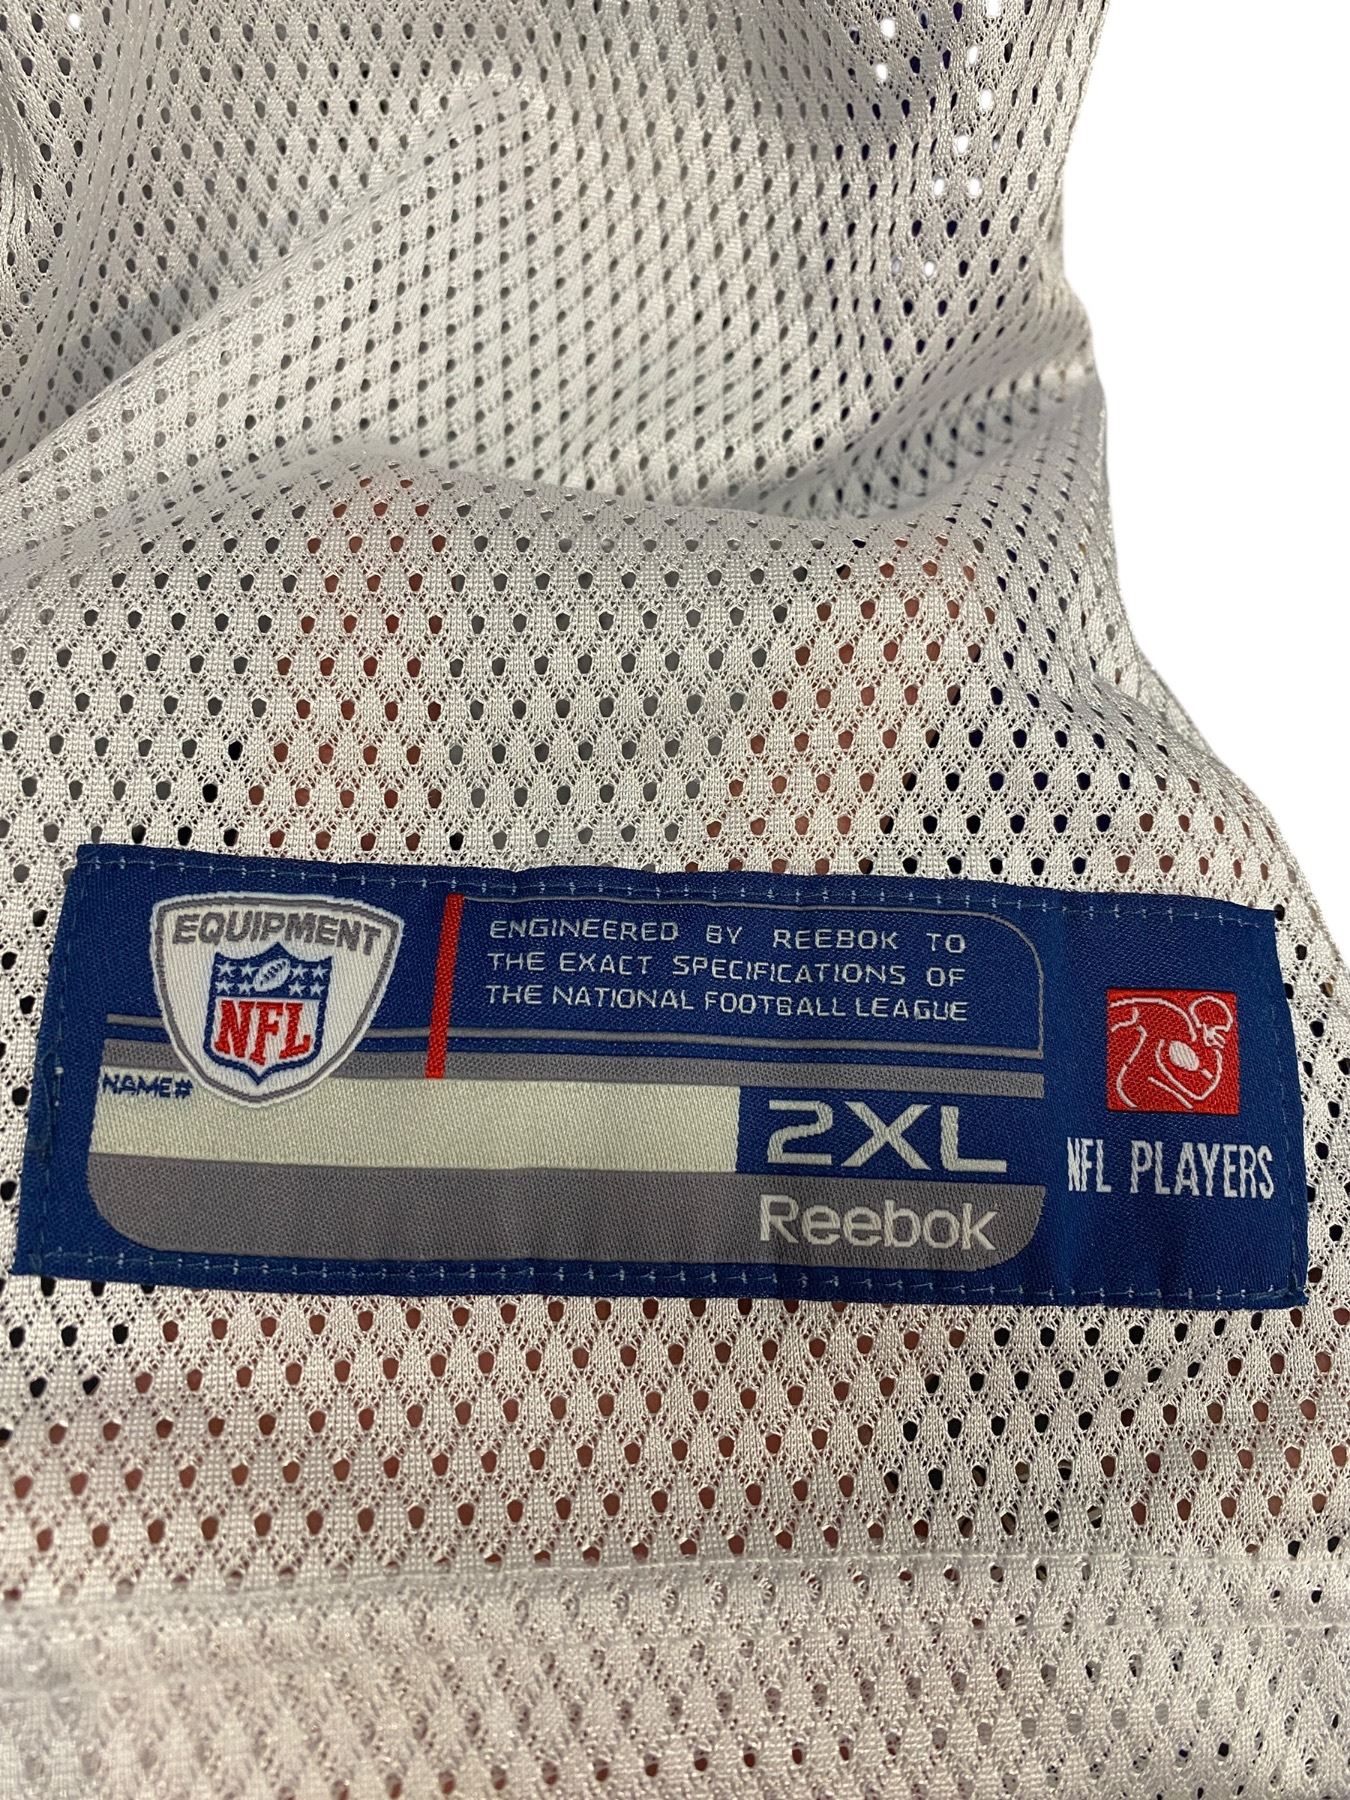 EQUIPMENT
NFL
ENGINEERED BY REEBOK TO
THE EXACT SPECIFICATIONS OF
THE NATIONAL FOOTBALL LEAGUE
NAME#
2XL
Reebok
NFL PLAYERS